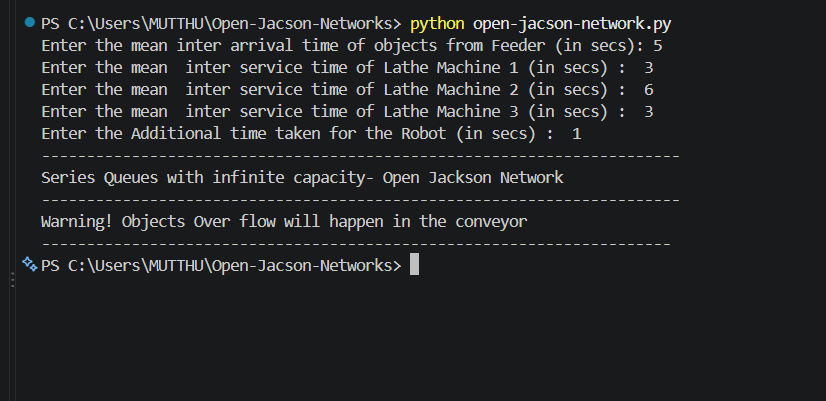 PS C:\Users\MUTTHU\Open-Jacson-Networks> python open-jacson-network.py
Enter the mean inter arrival time of objects from Feeder (in secs): 5
Enter the mean  inter service time of Lathe Machine 1 (in secs) :  3
Enter the mean  inter service time of Lathe Machine 2 (in secs) :  6
Enter the mean  inter service time of Lathe Machine 3 (in secs) :  3
Enter the Additional time taken for the Robot (in secs) :  1
-----------------------------------------------------------------------
Series Queues with infinite capacity- Open Jackson Network
-----------------------------------------------------------------------
Warning! Objects Over flow will happen in the conveyor
----------------------------------------------------------------------
PS C:\Users\MUTTHU\Open-Jacson-Networks>